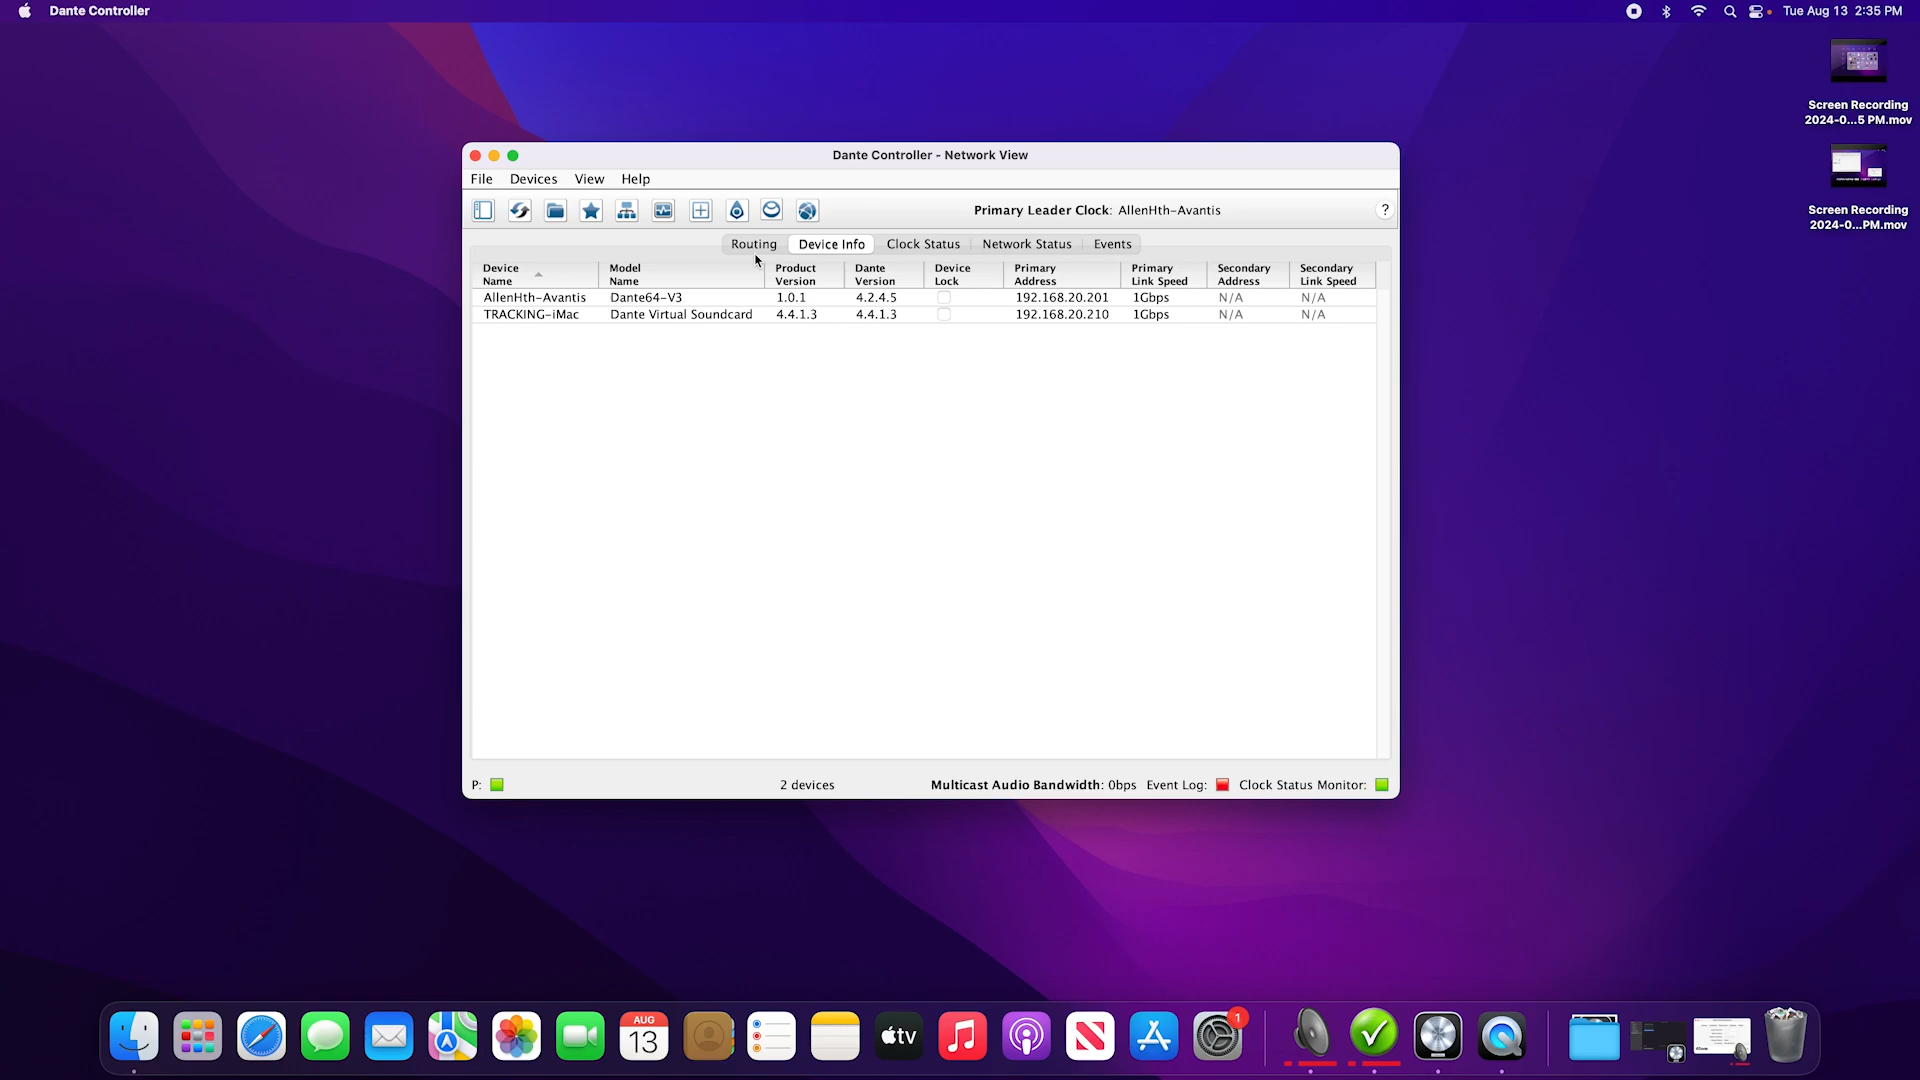 Dante Controller
Tue Aug 13 2:35 PM
Screen Recording
2024-0...5 PM.mov
Screen Recording
2024-0...PM.mov
Dante Controller - Network View
File Devices View Help
Primary Leader Clock: AllenHth-Avantis
?
Routing Device Info Clock Status Network Status Events
Device Name Model Name Product Version Dante Version Device Lock Primary Address Primary Link Speed Secondary Address Secondary Link Speed
AllenHth-Avantis Dante64-V3 1.0.1 4.2.4.5 192.168.20.201 1Gbps N/A N/A
TRACKING-iMac Dante Virtual Soundcard 4.4.1.3 4.4.1.3 192.168.20.210 1Gbps N/A N/A
P: 2 devices Multicast Audio Bandwidth: 0bps Event Log: Clock Status Monitor:
AUG
13
tv
1